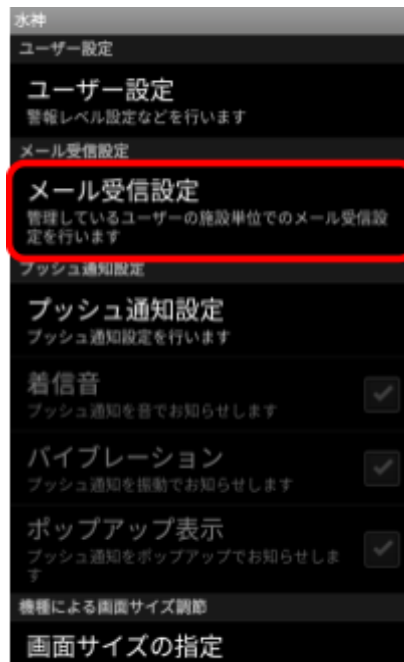 水神
ユーザー設定
ユーザー設定
警報レベル設定などを行います
メール受信設定
メール受信設定
管理しているユーザーの施設単位でのメール受信設
定を行います
プッシュ通知設定
プッシュ通知設定
プッシュ通知設定を行います
着信音
プッシュ通知を音でお知らせします
バイブレーション
プッシュ通知を振動でお知らせします
ポップアップ表示
プッシュ通知をポップアップでお知らせしま
す
機種による画面サイズ調節
画面サイズの指定